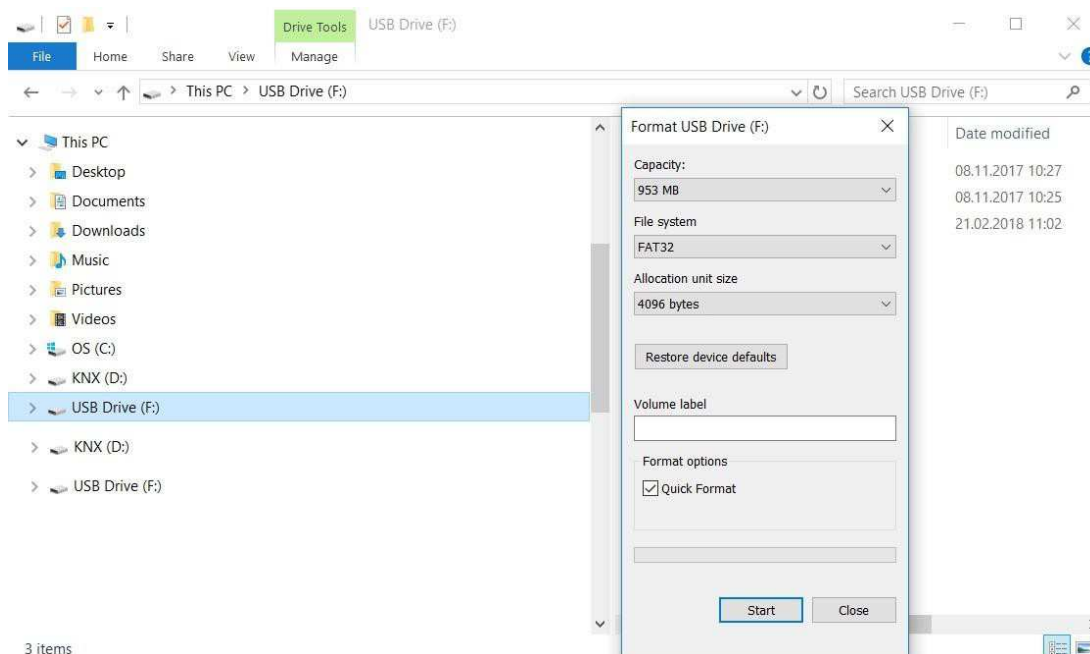 Drive Tools USB Drive (F:)
File Home Share View Manage
This PC > USB Drive (F:) Search USB Drive (F:)
This PC
Desktop
Documents
Downloads
Music
Pictures
Videos
OS (C:)
KNX (D:)
USB Drive (F:)
KNX (D:)
USB Drive (F:)
3 items
Format USB Drive (F:)
Capacity:
953 MB
File system
FAT32
Allocation unit size
4096 bytes
Restore device defaults
Volume label
Format options
Quick Format
Start Close
Date modified
08.11.2017 10:27
08.11.2017 10:25
21.02.2018 11:02